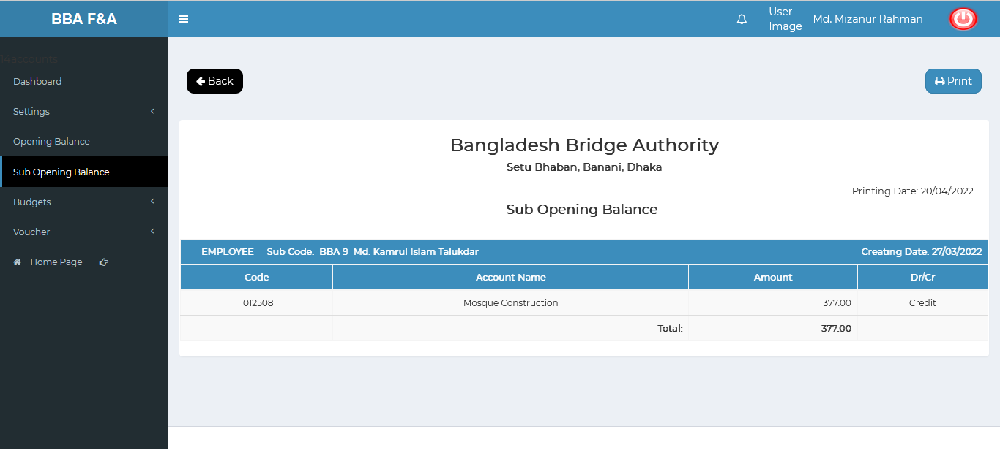 BBA F&A
User Image
Md. Mizanur Rahman
14accounts
Dashboard
Settings
Opening Balance
Sub Opening Balance
Budgets
Voucher
Home Page
Back
Print
Bangladesh Bridge Authority
Setu Bhaban, Banani, Dhaka
Printing Date: 20/04/2022
Sub Opening Balance
EMPLOYEE Sub Code: BBA 9 Md. Kamrul Islam Talukdar Creating Date: 27/03/2022
Code Account Name Amount Dr/Cr
1012508 Mosque Construction 377.00 Credit
Total: 377.00